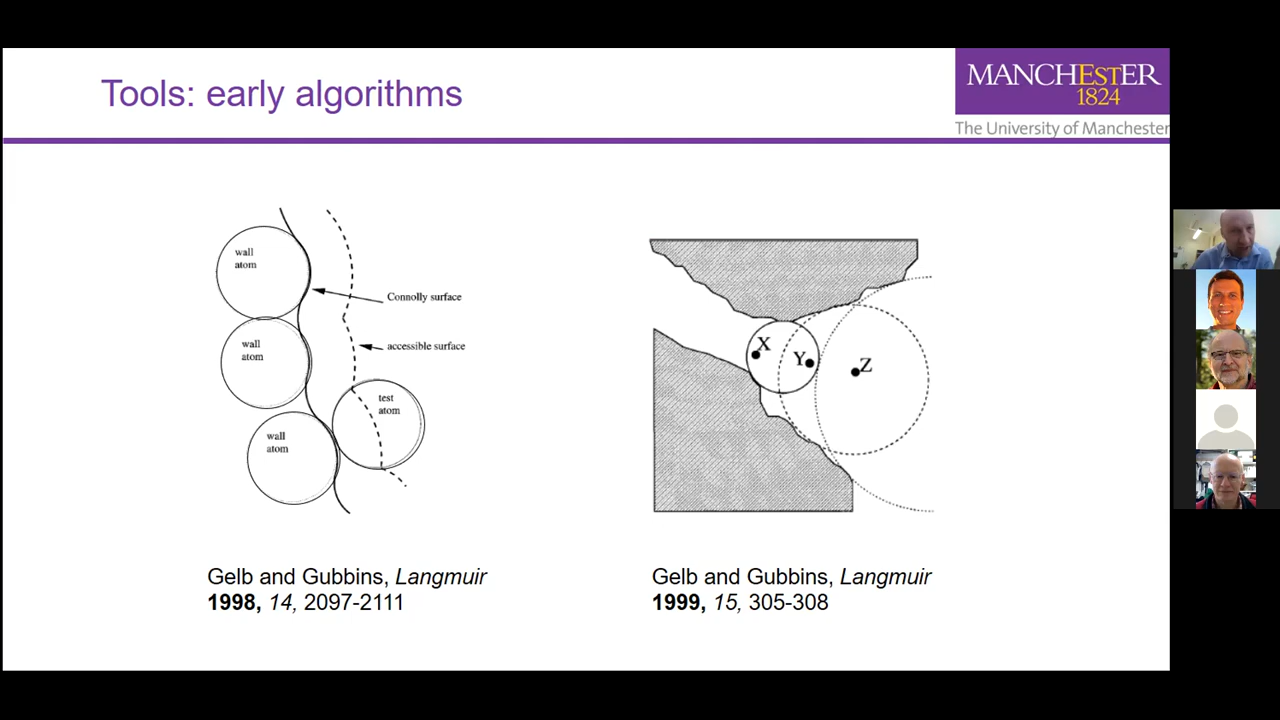 Tools: early algorithms
MANCHEsTER
1824
The University of Manchester
wall
atom
Connolly surface
wall
atom
accessible surface
test
atom
wall
atom
X
Y
Z
Gelb and Gubbins, Langmuir
1998, 14, 2097-2111
Gelb and Gubbins, Langmuir
1999, 15, 305-308